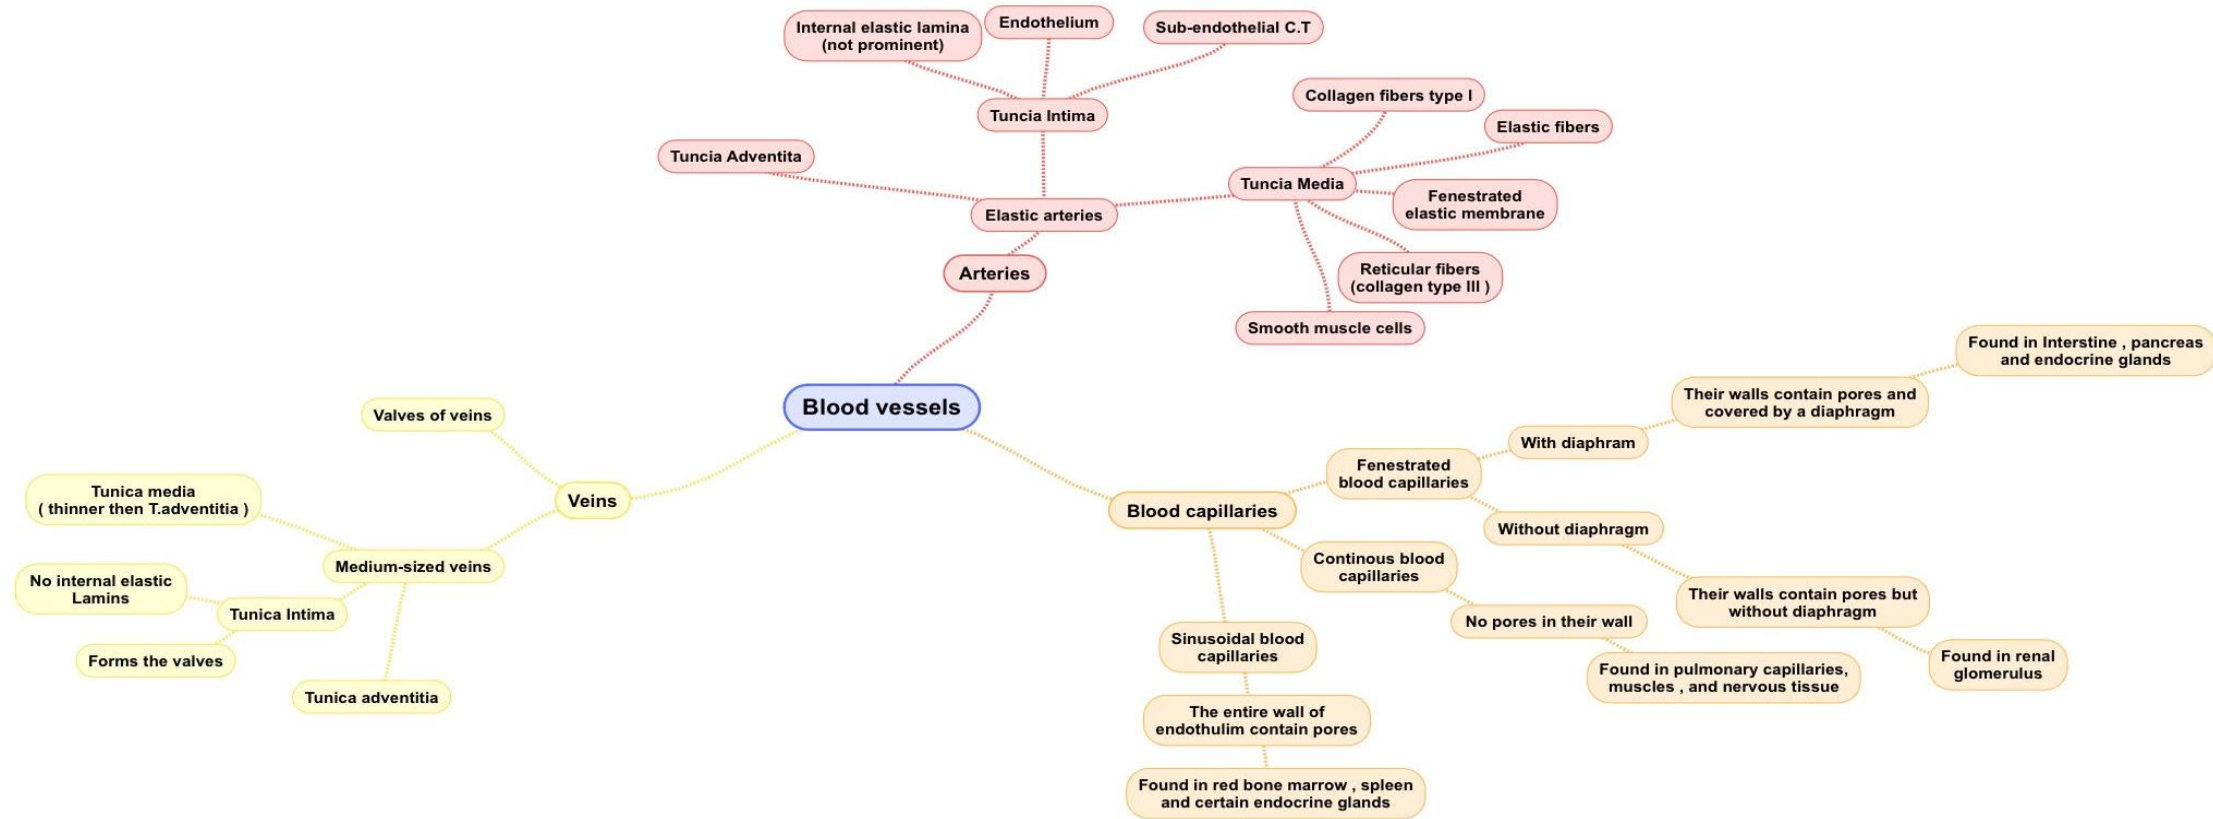 Internal elastic lamina
(not prominent)
Endothelium
Sub-endothelial C.T
Tuncia Intima
Collagen fibers type I
Elastic fibers
Tuncia Adventita
Tuncia Media
Fenestrated
elastic membrane
Elastic arteries
Reticular fibers
(collagen type III )
Arteries
Smooth muscle cells
Blood vessels
Valves of veins
Veins
Tunica media
( thinner then T.adventitia )
Medium-sized veins
No internal elastic
Lamins
Tunica Intima
Forms the valves
Tunica adventitia
Blood capillaries
Fenestrated
blood capillaries
With diaphram
Their walls contain pores and
covered by a diaphragm
Found in Interstine , pancreas
and endocrine glands
Without diaphragm
Their walls contain pores but
without diaphragm
Found in renal
glomerulus
Continous blood
capillaries
No pores in their wall
Found in pulmonary capillaries,
muscles , and nervous tissue
Sinusoidal blood
capillaries
The entire wall of
endothulim contain pores
Found in red bone marrow , spleen
and certain endocrine glands